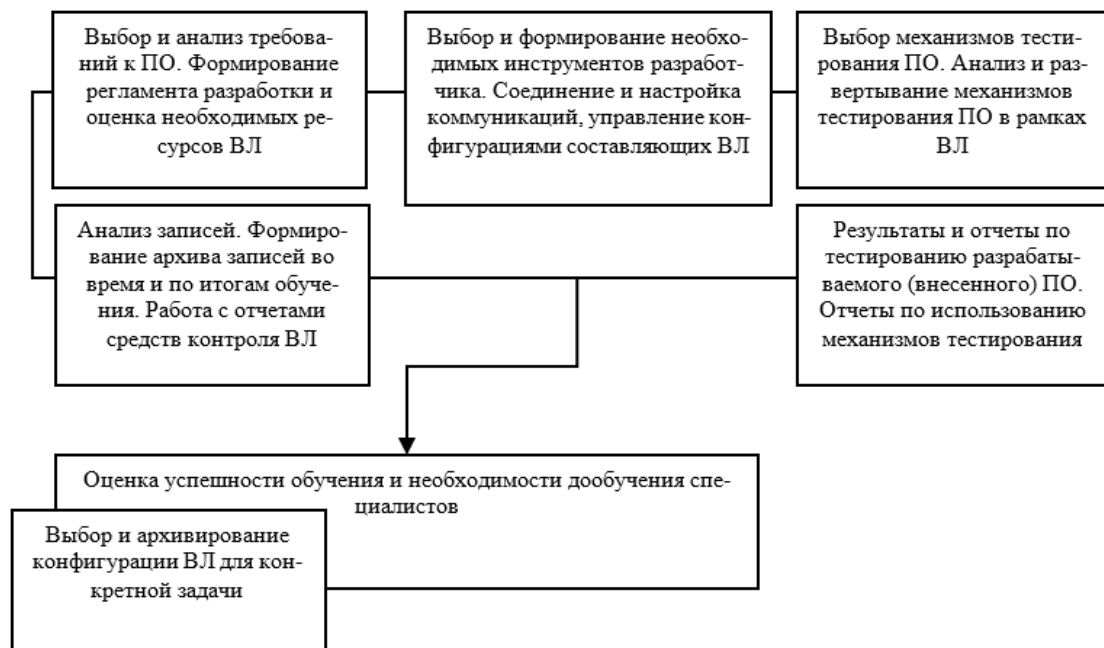 Выбор и анализ требова-
ний к ПО. Формирование
регламента разработки и
оценка необходимых ре-
сурсов ВЛ
Выбор и формирование необхо-
димых инструментов разработ-
чика. Соединение и настройка
коммуникаций, управление кон-
фигурациями составляющих ВЛ
Выбор механизмов тести-
рования ПО. Анализ и раз-
вертывание механизмов
тестирования ПО в рамках
ВЛ
Анализ записей. Формиро-
вание архива записей во
время и по итогам обуче-
ния. Работа с отчетами
средств контроля ВЛ
Результаты и отчеты по
тестированию разрабаты-
ваемого (внесенного) ПО.
Отчеты по использованию
механизмов тестирования
Оценка успешности обучения и необходимости дообучения спе-
циалистов
Выбор и архивирование
конфигурации ВЛ для кон-
кретной задачи